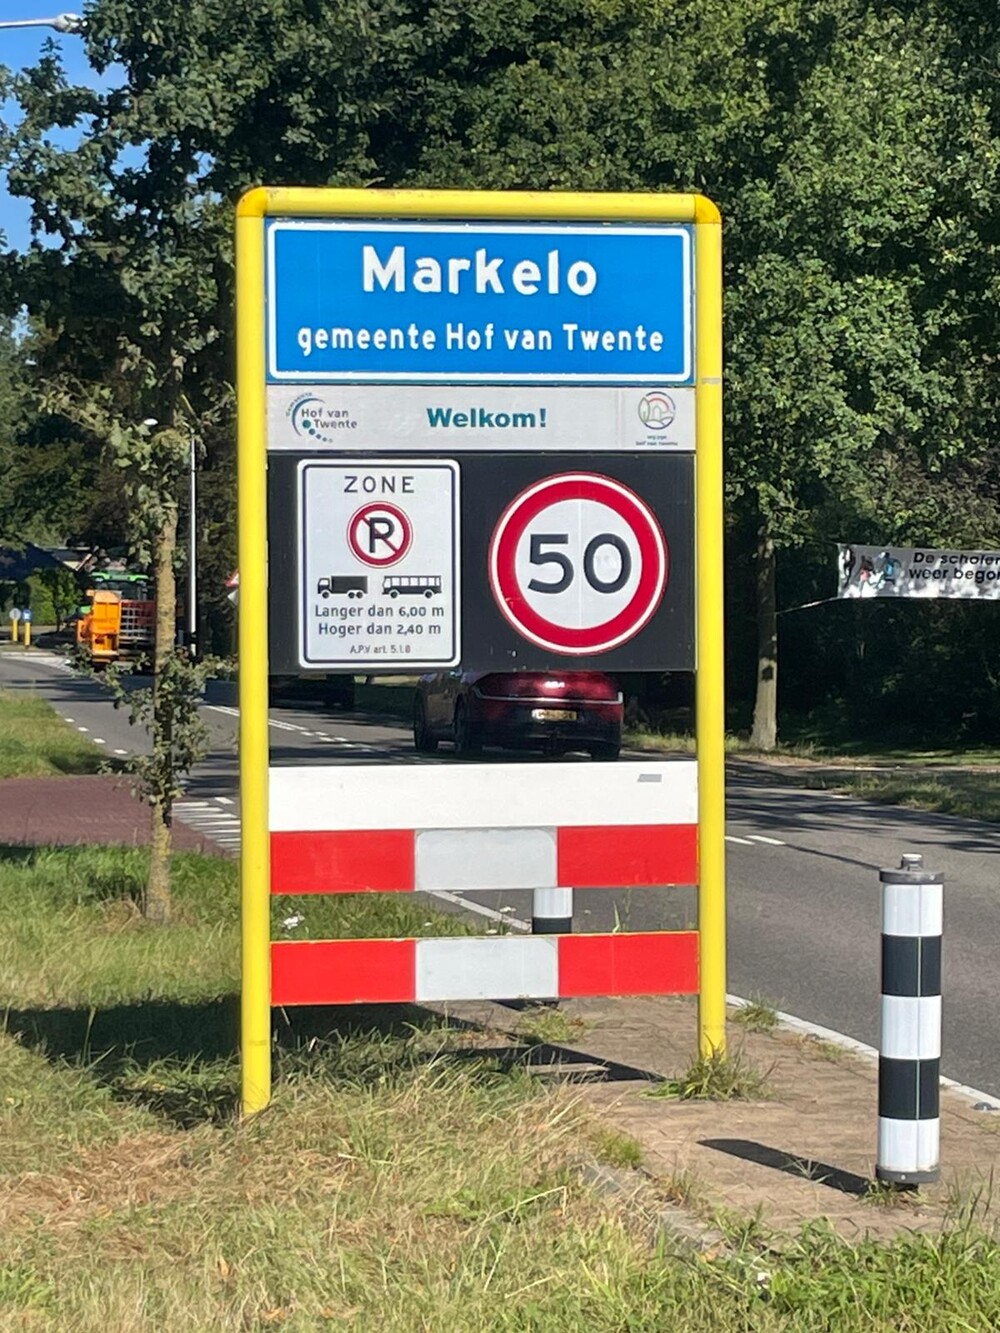 Markelo
gemeente Hof van Twente
GEMEENTE
Hof van
Twente
Welkom!
ZONE
P
50
Langer dan 6,00 m
Hoger dan 2,40 m
A.P.V. art. 5.1.8
De scholen
weer begon